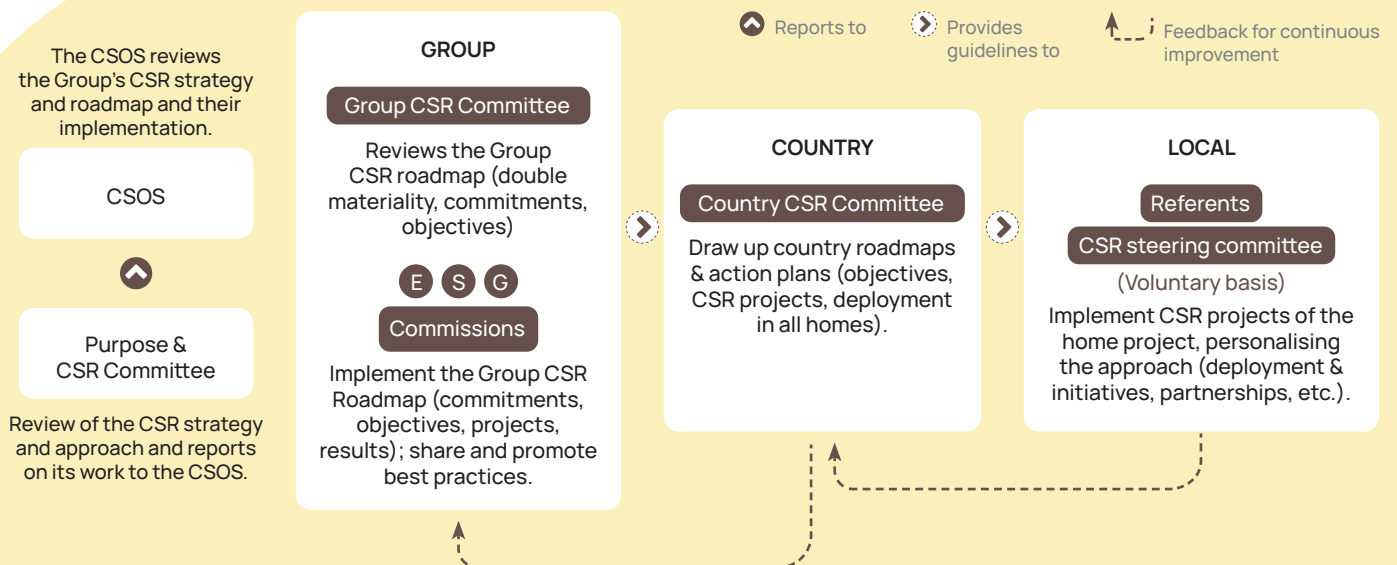 The CSOS reviews
the Group's CSR strategy
and roadmap and their
implementation.
CSOS
Purpose &
CSR Committee
Review of the CSR strategy
and approach and reports
on its work to the CSOS.
GROUP
Group CSR Committee
Reviews the Group
CSR roadmap (double
materiality, commitments,
objectives)
E S G
Commissions
Implement the Group CSR
Roadmap (commitments,
objectives, projects,
results); share and promote
best practices.
Reports to
Provides
guidelines to
Feedback for continuous
improvement
COUNTRY
Country CSR Committee
Draw up country roadmaps
& action plans (objectives,
CSR projects, deployment
in all homes).
LOCAL
Referents
CSR steering committee
(Voluntary basis)
Implement CSR projects of the
home project, personalising
the approach (deployment &
initiatives, partnerships, etc.).